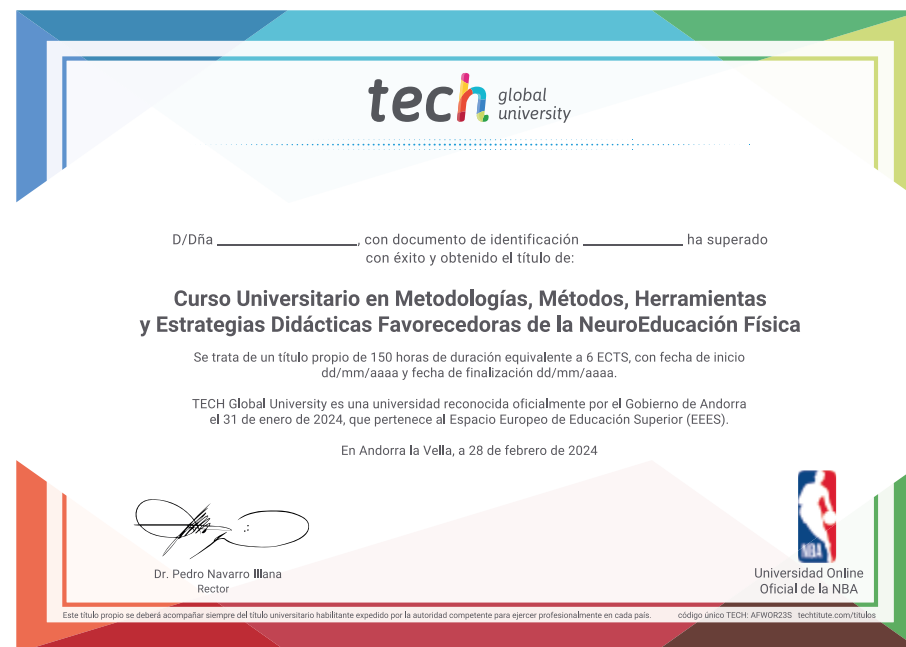 tech global university
D/Dña ____________________, con documento de identificación ______________ ha superado
con éxito y obtenido el título de:
Curso Universitario en Metodologías, Métodos, Herramientas
y Estrategias Didácticas Favorecedoras de la NeuroEducación Física
Se trata de un título propio de 150 horas de duración equivalente a 6 ECTS, con fecha de inicio
dd/mm/aaaa y fecha de finalización dd/mm/aaaa.
TECH Global University es una universidad reconocida oficialmente por el Gobierno de Andorra
el 31 de enero de 2024, que pertenece al Espacio Europeo de Educación Superior (EEES).
En Andorra la Vella, a 28 de febrero de 2024
Dr. Pedro Navarro Illana
Rector
NBA
Universidad Online
Oficial de la NBA
Este título propio se deberá acompañar siempre del título universitario habilitante expedido por la autoridad competente para ejercer profesionalmente en cada país. código único TECH: AFWOR23S techtitute.com/titulos